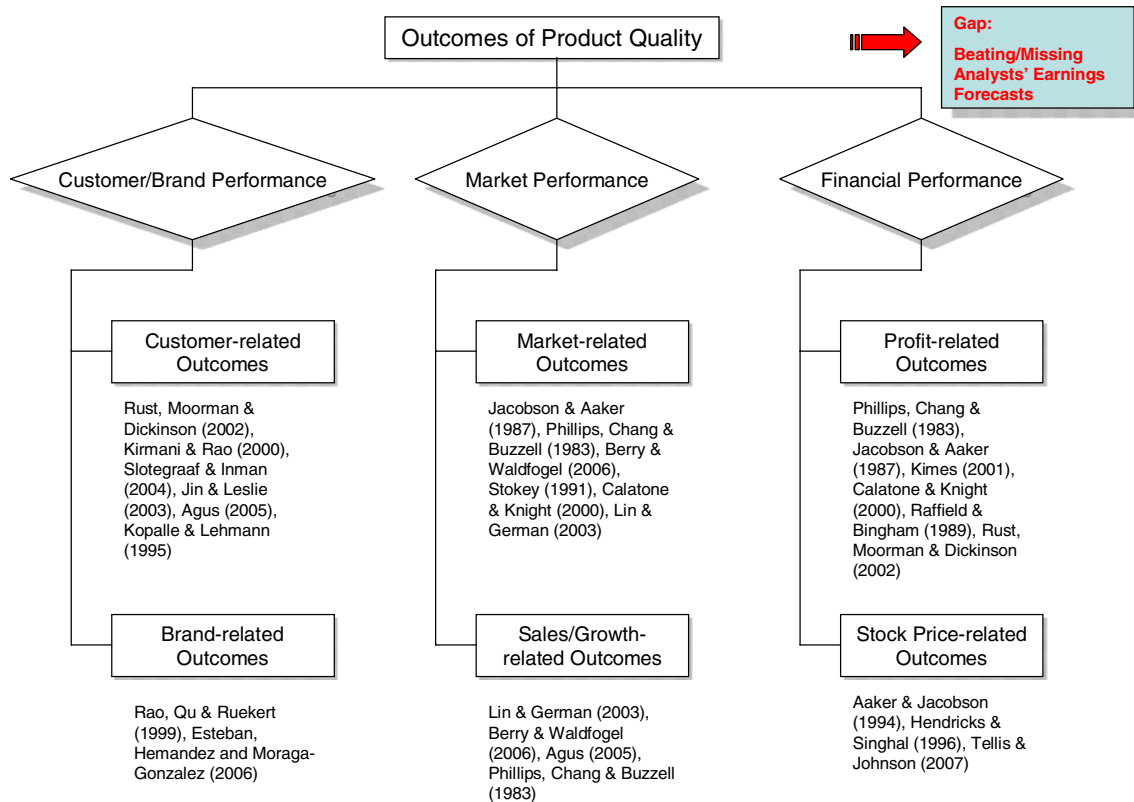 Outcomes of Product Quality
Gap:
Beating/Missing
Analysts' Earnings
Forecasts
Customer/Brand Performance
Market Performance
Financial Performance
Customer-related
Outcomes
Rust, Moorman &
Dickinson (2002),
Kirmani & Rao (2000),
Slotegraaf & Inman
(2004), Jin & Leslie
(2003), Agus (2005),
Kopalle & Lehmann
(1995)
Market-related
Outcomes
Jacobson & Aaker
(1987), Phillips, Chang &
Buzzell (1983), Berry &
Waldfogel (2006),
Stokey (1991), Calatone
& Knight (2000), Lin &
German (2003)
Profit-related
Outcomes
Phillips, Chang &
Buzzell (1983),
Jacobson & Aaker
(1987), Kimes (2001),
Calatone & Knight
(2000), Raffield &
Bingham (1989), Rust,
Moorman & Dickinson
(2002)
Brand-related
Outcomes
Rao, Qu & Ruekert
(1999), Esteban,
Hernandez and Moraga-
Gonzalez (2006)
Sales/Growth-
related Outcomes
Lin & German (2003),
Berry & Waldfogel
(2006), Agus (2005),
Phillips, Chang & Buzzell
(1983)
Stock Price-related
Outcomes
Aaker & Jacobson
(1994), Hendricks &
Singhal (1996), Tellis &
Johnson (2007)